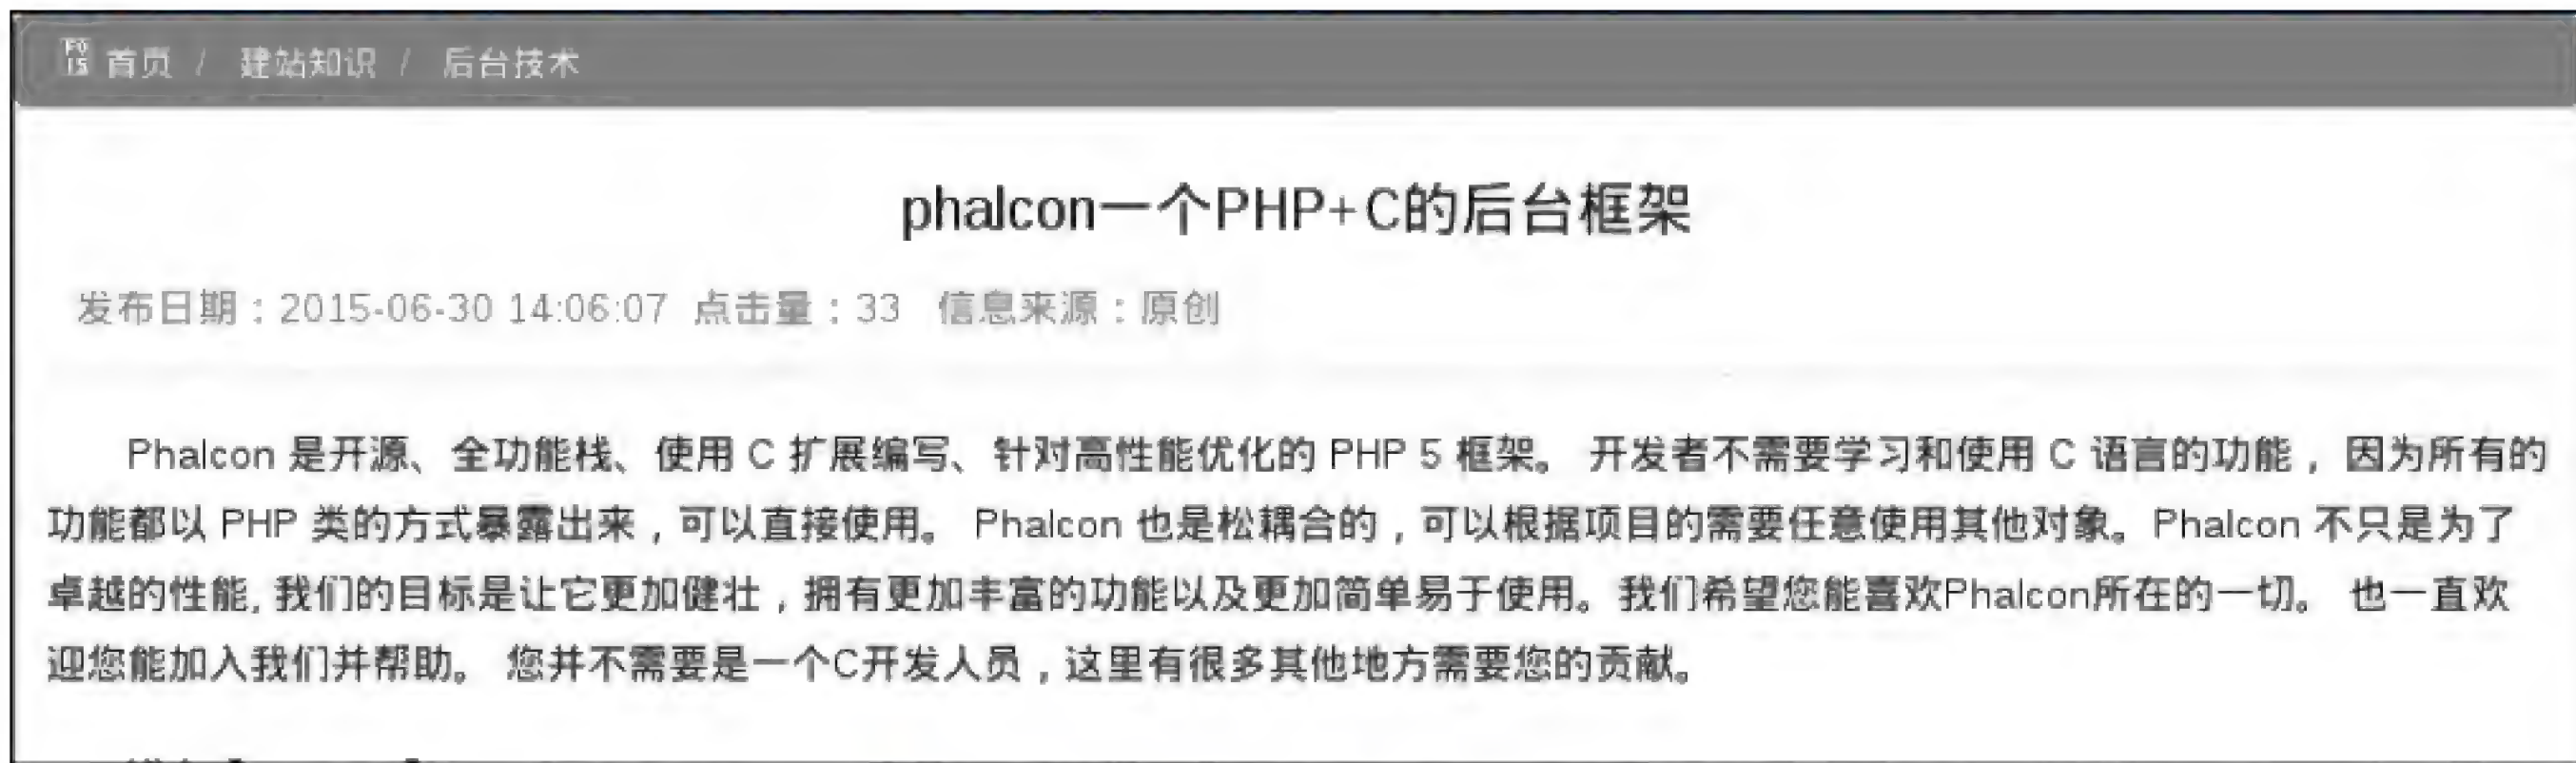 首页 / 建站知识 / 后台技术
phalcon一个PHP+C的后台框架
发布日期：2015-06-30 14:06:07 点击量：33 信息来源：原创
Phalcon 是开源、全功能栈、使用 C 扩展编写、针对高性能优化的 PHP 5 框架。 开发者不需要学习和使用 C 语言的功能，因为所有的
功能都以 PHP 类的方式暴露出来，可以直接使用。 Phalcon 也是松耦合的，可以根据项目的需要任意使用其他对象。Phalcon 不只是为了
卓越的性能, 我们的目标是让它更加健壮，拥有更加丰富的功能以及更加简单易于使用。我们希望您能喜欢Phalcon所在的一切。 也一直欢
迎您能加入我们并帮助。 您并不需要是一个C开发人员，这里有很多其他地方需要您的贡献。